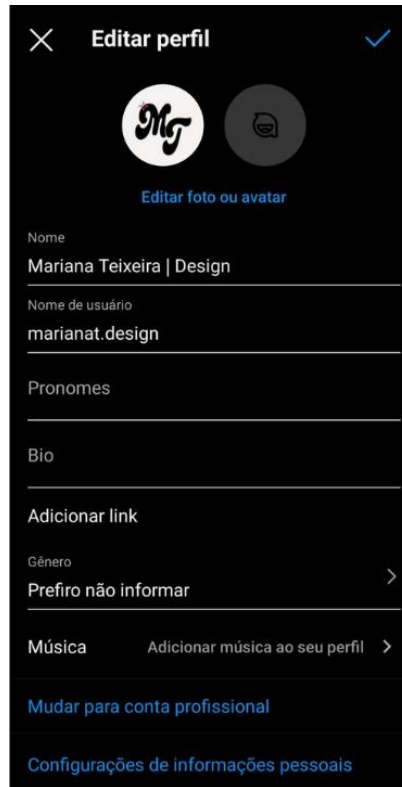 Editar perfil
MT
Editar foto ou avatar
Nome
Mariana Teixeira | Design
Nome de usuário
marianat.design
Pronomes
Bio
Adicionar link
Gênero
Prefiro não informar
Música Adicionar música ao seu perfil
Mudar para conta profissional
Configurações de informações pessoais